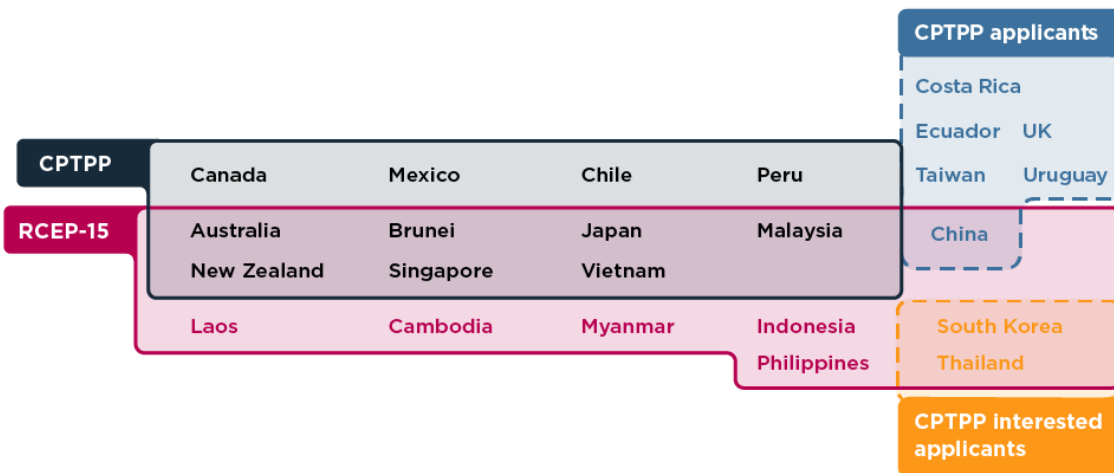 CPTPP applicants
Costa Rica
Ecuador UK
CPTPP
Canada Mexico Chile Peru Taiwan Uruguay
RCEP-15
Australia Brunei Japan Malaysia China
New Zealand Singapore Vietnam
Laos Cambodia Myanmar Indonesia South Korea
Philippines Thailand
CPTPP interested
applicants